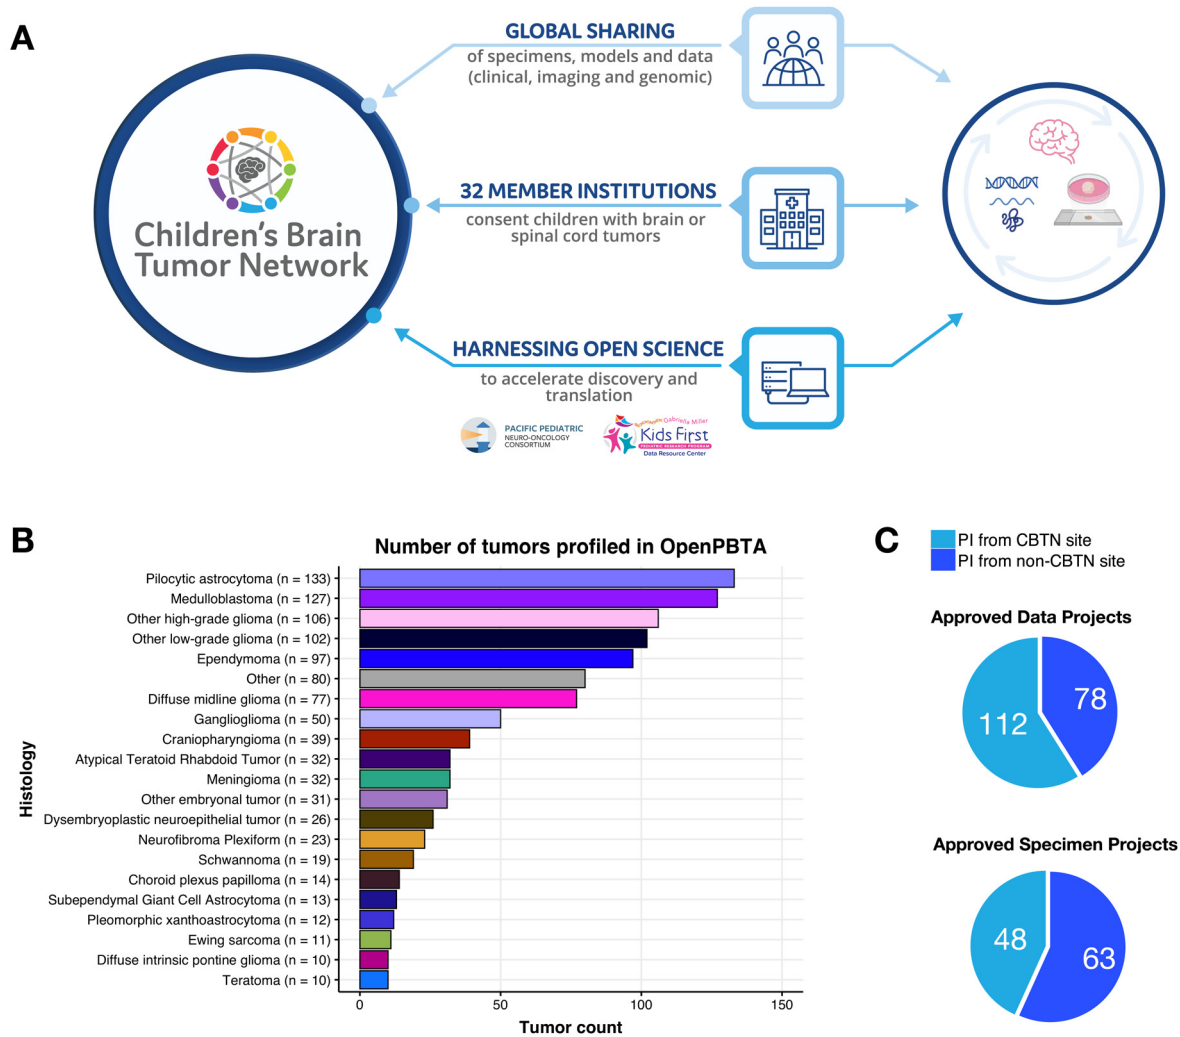 A
GLOBAL SHARING
of specimens, models and data
(clinical, imaging and genomic)
Children's Brain
Tumor Network
32 MEMBER INSTITUTIONS
consent children with brain or
spinal cord tumors
HARNESSING OPEN SCIENCE
to accelerate discovery and
translation
PACIFIC PEDIATRIC
NEURO-ONCOLOGY
CONSORTIUM
Gabriella Miller
Kids First
PEDIATRIC RESEARCH PROGRAM
Data Resource Center
B
Number of tumors profiled in OpenPBTA
Histology
Pilocytic astrocytoma (n = 133)
Medulloblastoma (n = 127)
Other high-grade glioma (n = 106)
Other low-grade glioma (n = 102)
Ependymoma (n = 97)
Other (n = 80)
Diffuse midline glioma (n = 77)
Ganglioglioma (n = 50)
Craniopharyngioma (n = 39)
Atypical Teratoid Rhabdoid Tumor (n = 32)
Meningioma (n = 32)
Other embryonal tumor (n = 31)
Dysembryoplastic neuroepithelial tumor (n = 26)
Neurofibroma Plexiform (n = 23)
Schwannoma (n = 19)
Choroid plexus papilloma (n = 14)
Subependymal Giant Cell Astrocytoma (n = 13)
Pleomorphic xanthoastrocytoma (n = 12)
Ewing sarcoma (n = 11)
Diffuse intrinsic pontine glioma (n = 10)
Teratoma (n = 10)
0 50 100 150
Tumor count
C
PI from CBTN site
PI from non-CBTN site
Approved Data Projects
112 78
Approved Specimen Projects
48 63